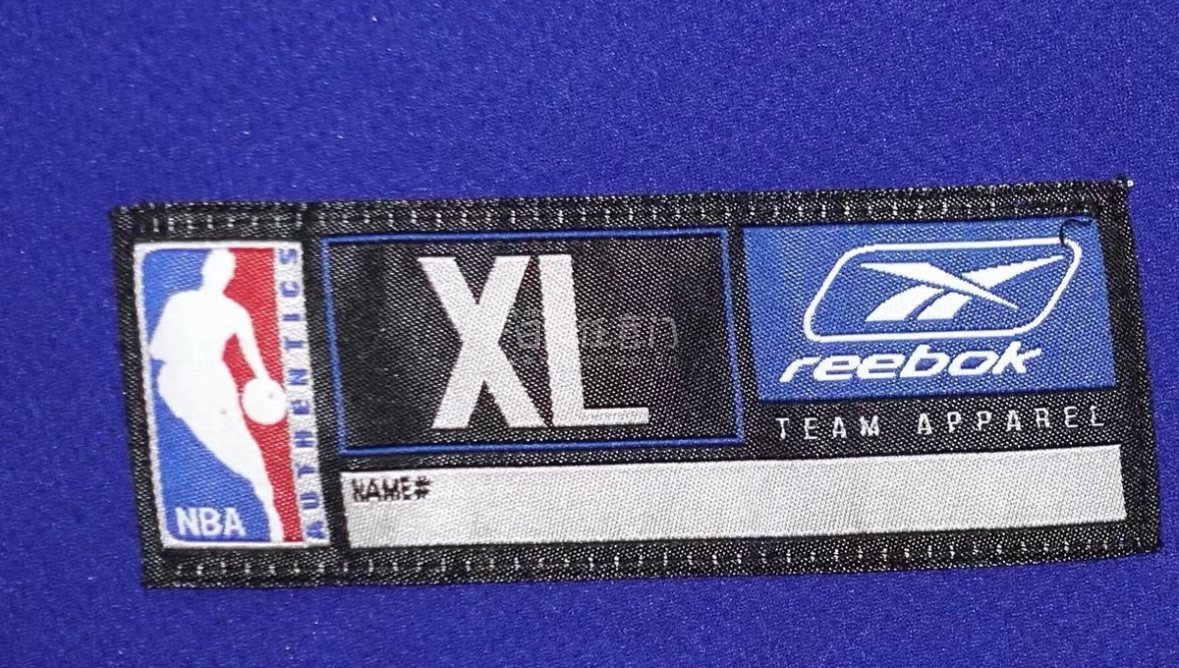 XL
reebok
TEAM APPAREL
NAME#
NBA
AUTHENTICS